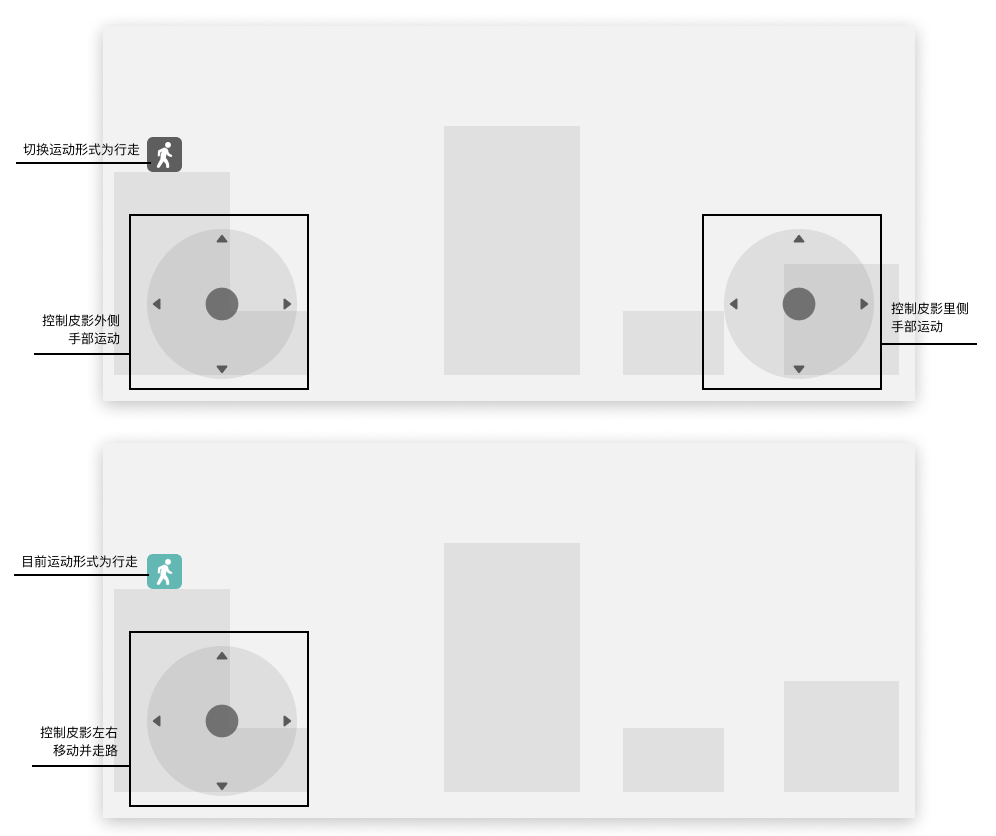 切换运动形式为行走
控制皮影外侧
手部运动
控制皮影里侧
手部运动
目前运动形式为行走
控制皮影左右
移动并走路